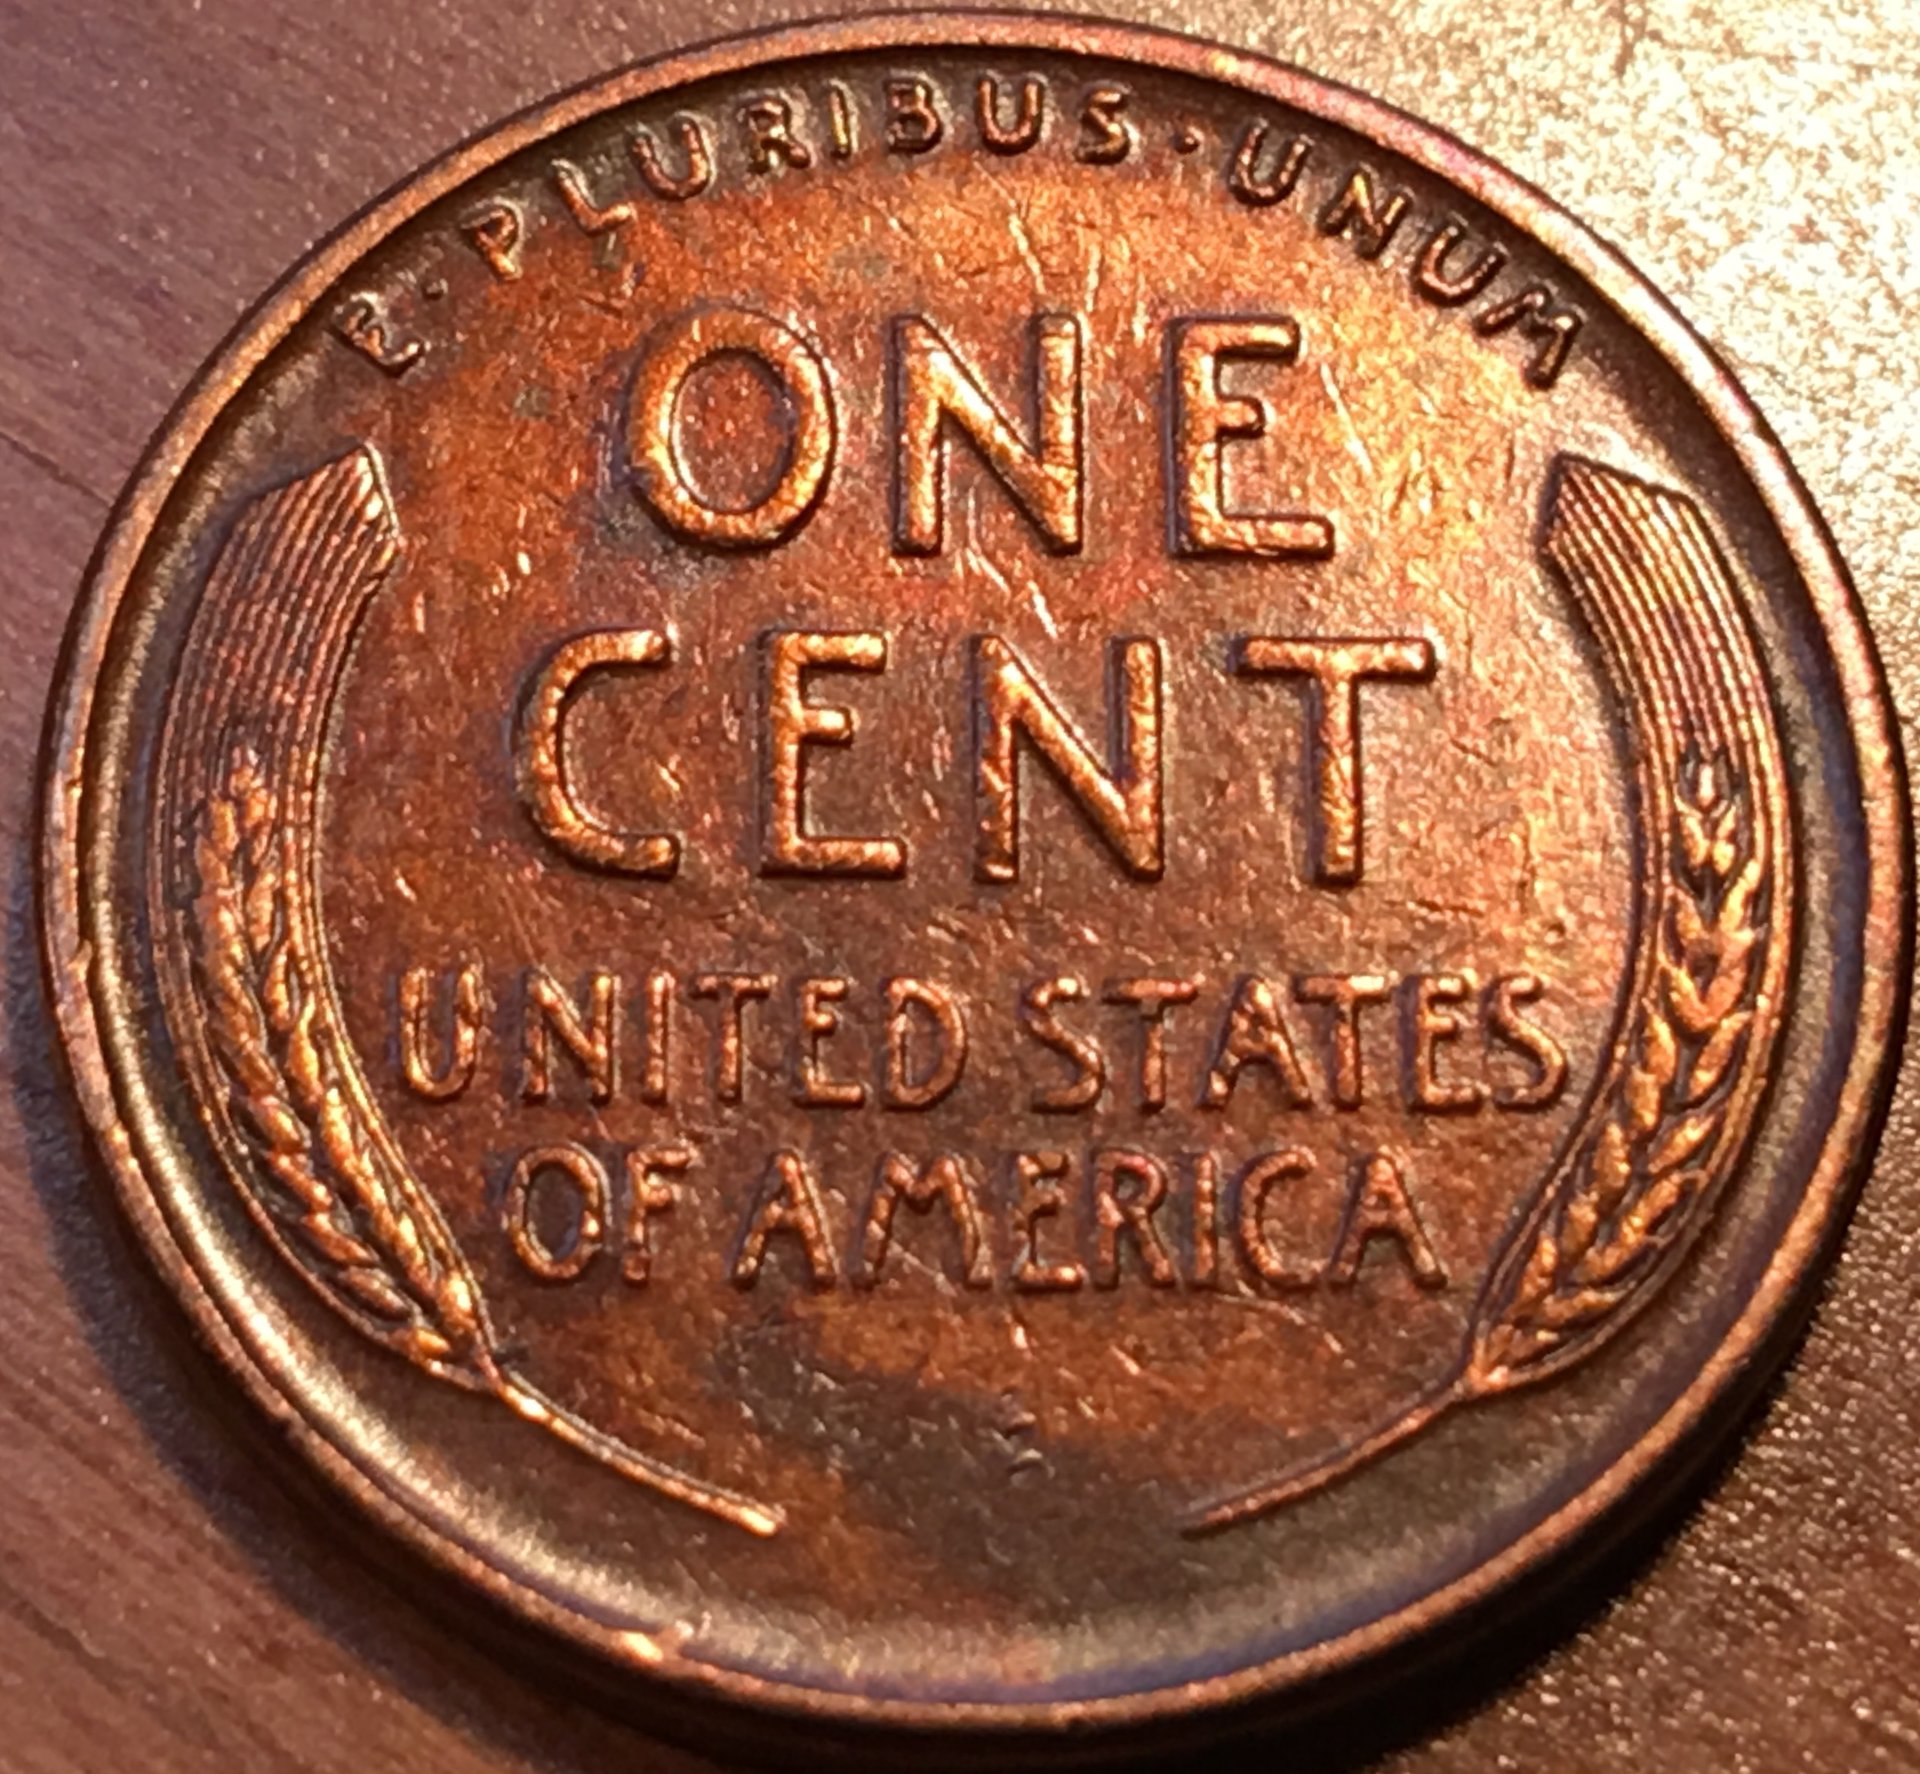 E·PLURIBUS·UNUM
ONE
CENT
UNITED STATES
OF AMERICA